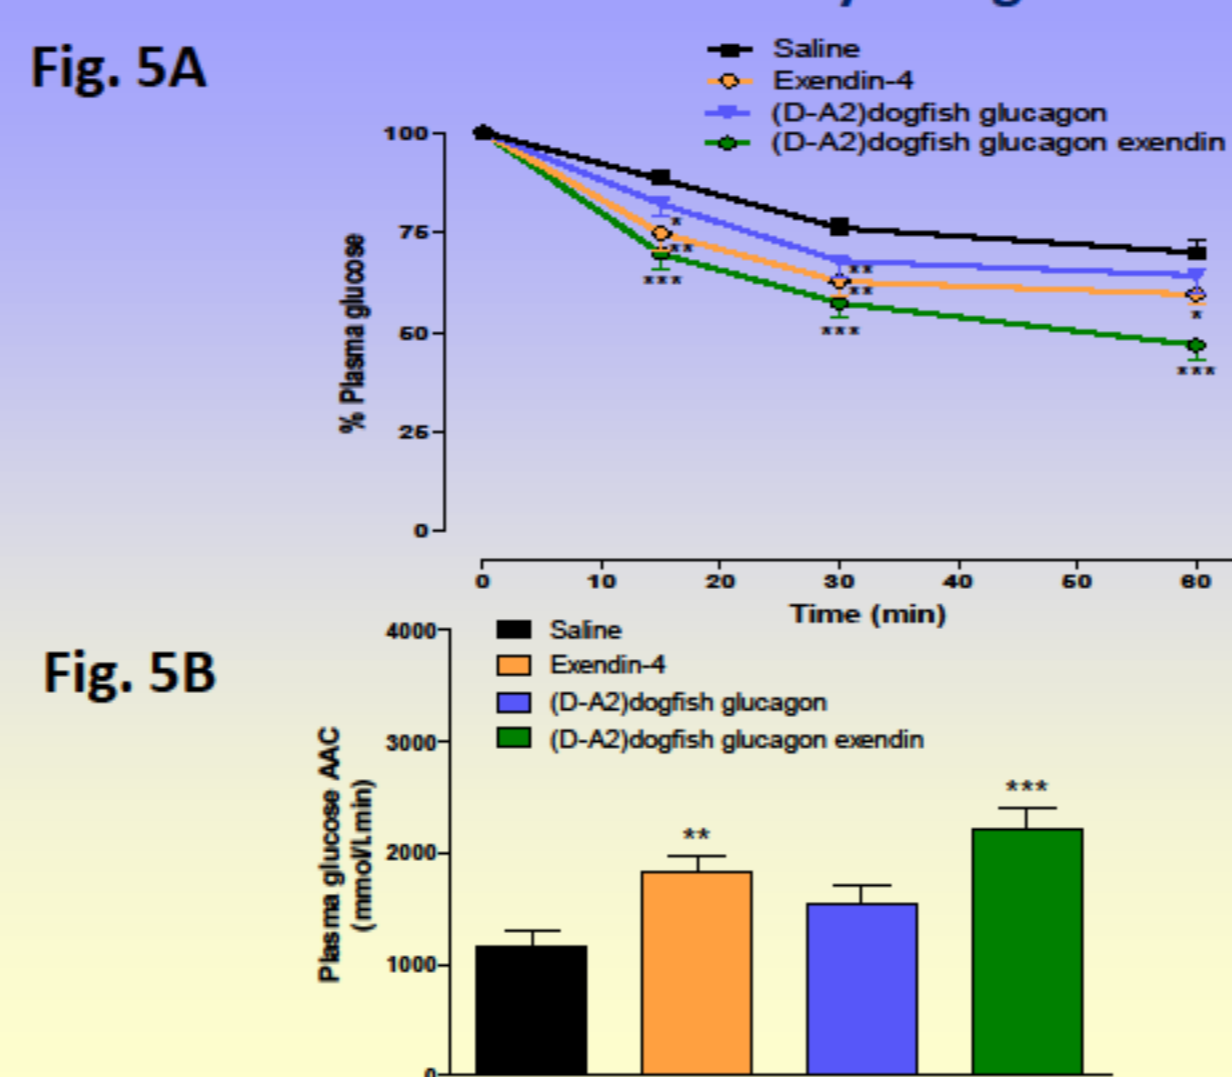 Fig. 5A
Saline
Exendin-4
(D-A2)dogfish glucagon
(D-A2)dogfish glucagon exendin
100
75
50
25
0
% Plasma glucose
*
**
***
**
**
***
*
***
0 10 20 30 40 50 60
Time (min)
Fig. 5B
Saline
Exendin-4
(D-A2)dogfish glucagon
(D-A2)dogfish glucagon exendin
4000
3000
2000
1000
0
Plasma glucose AAC
(mmol/L.min)
**
***